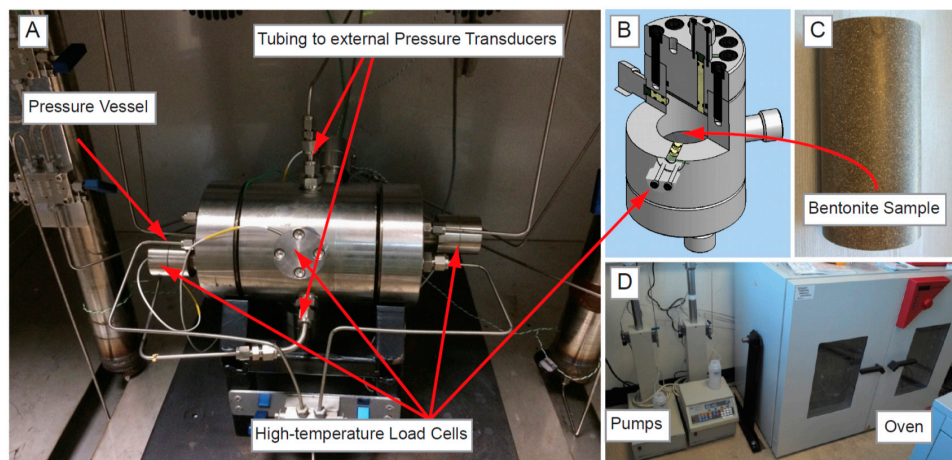 A
Tubing to external Pressure Transducers
Pressure Vessel
High-temperature Load Cells
B
C
Bentonite Sample
D
Pumps
Oven